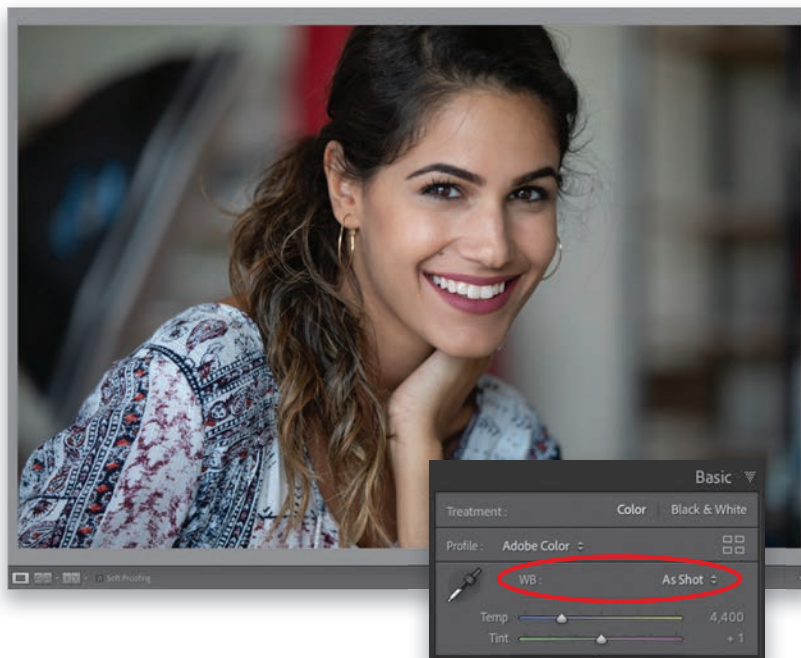 Basic
Treatment : Color Black & White
Profile : Adobe Color
WB : As Shot
Temp 4,400
Tint + 1
Soft Proofing